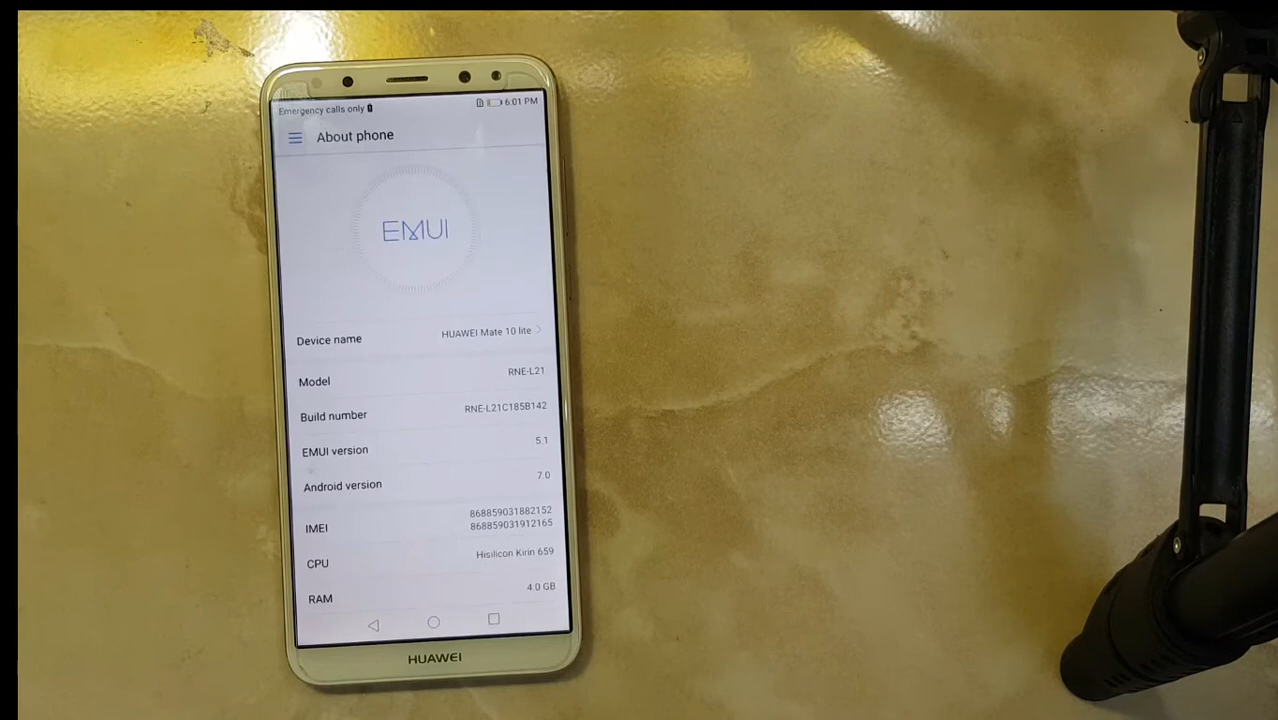 Emergency calls only
6:01 PM
About phone
EMUI
Device name HUAWEI Mate 10 lite
Model RNE-L21
Build number RNE-L21C185B142
EMUI version 5.1
Android version 7.0
IMEI 868859031882152
868859031912165
CPU Hisilicon Kirin 659
RAM 4.0 GB
HUAWEI